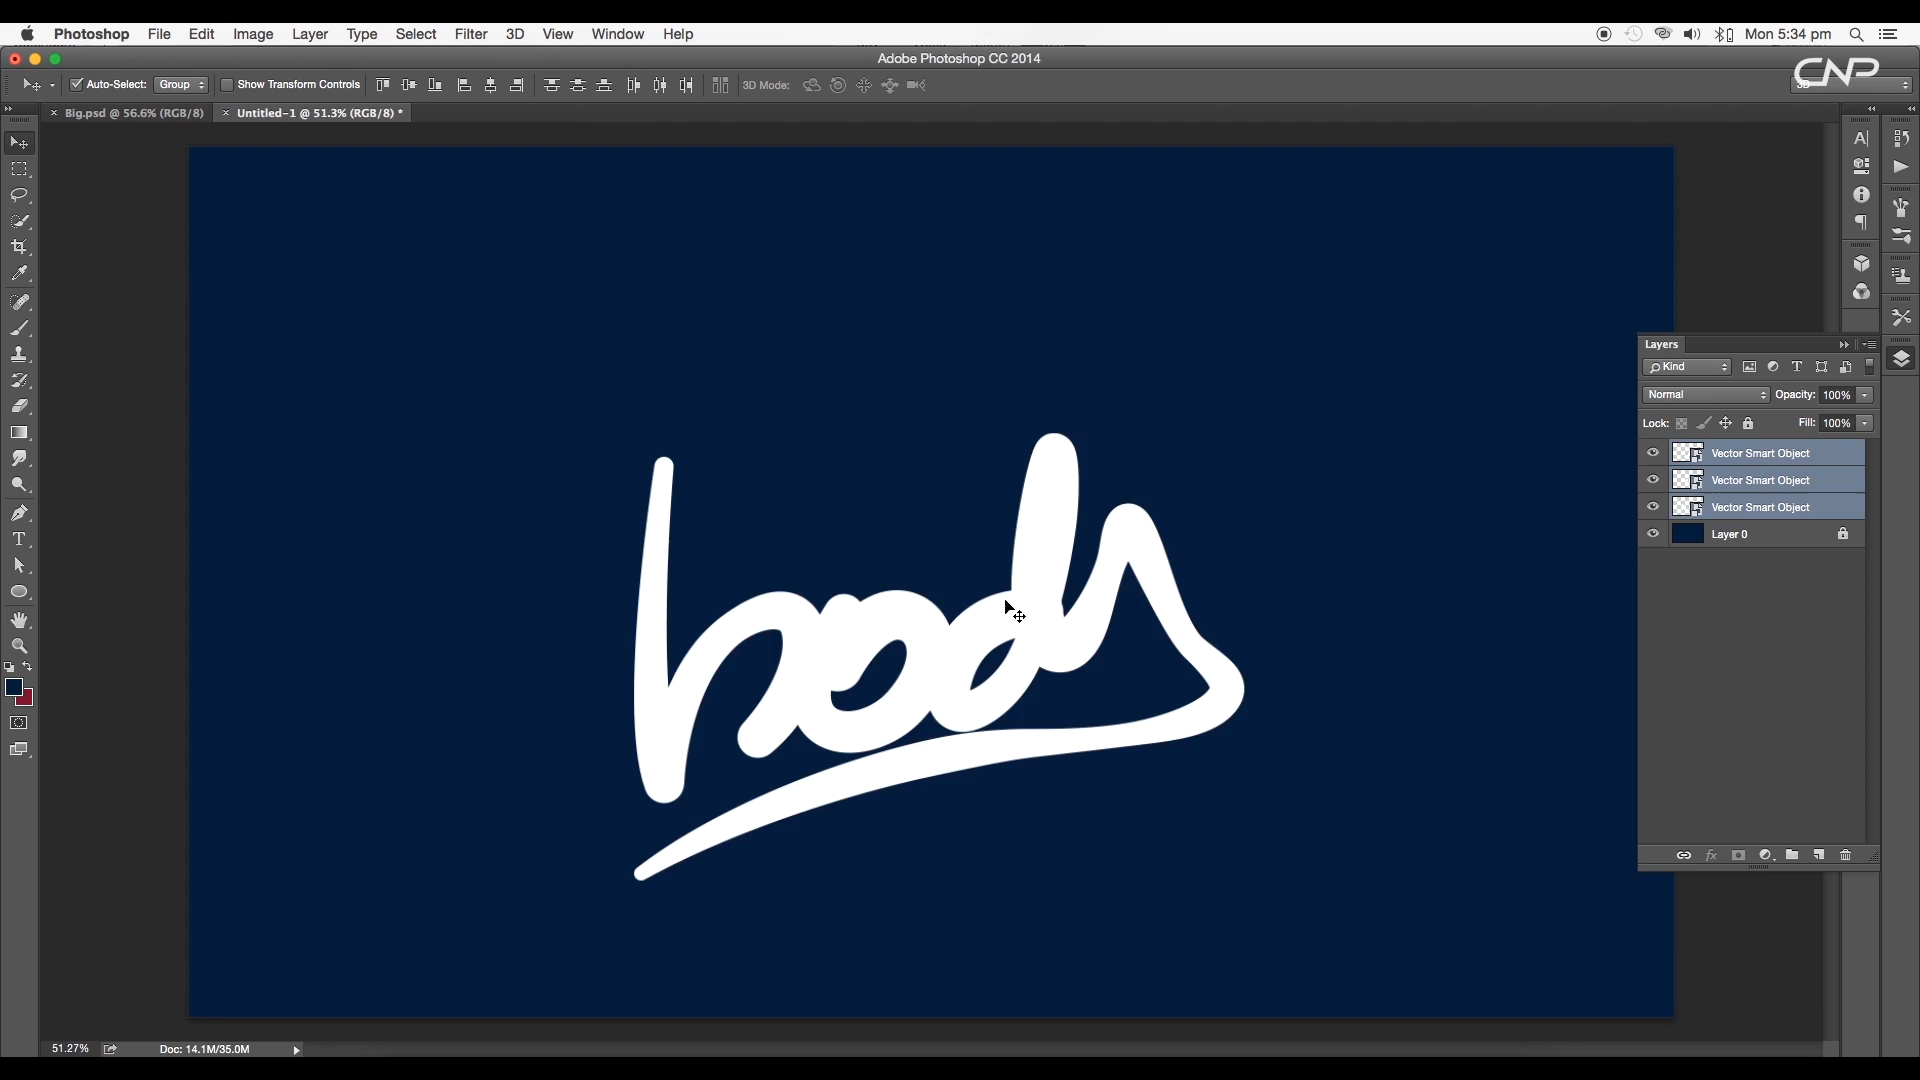 Photoshop File Edit Image Layer Type Select Filter 3D View Window Help Mon 5:34 pm
Adobe Photoshop CC 2014
Auto-Select: Group Show Transform Controls 3D Mode: 3D
CNP
Big.psd @ 56.6% (RGB/8) Untitled-1 @ 51.3% (RGB/8) *
Layers
Kind
Normal Opacity: 100%
Lock: Fill: 100%
Vector Smart Object
Vector Smart Object
Vector Smart Object
Layer 0
51.27% Doc: 14.1M/35.0M